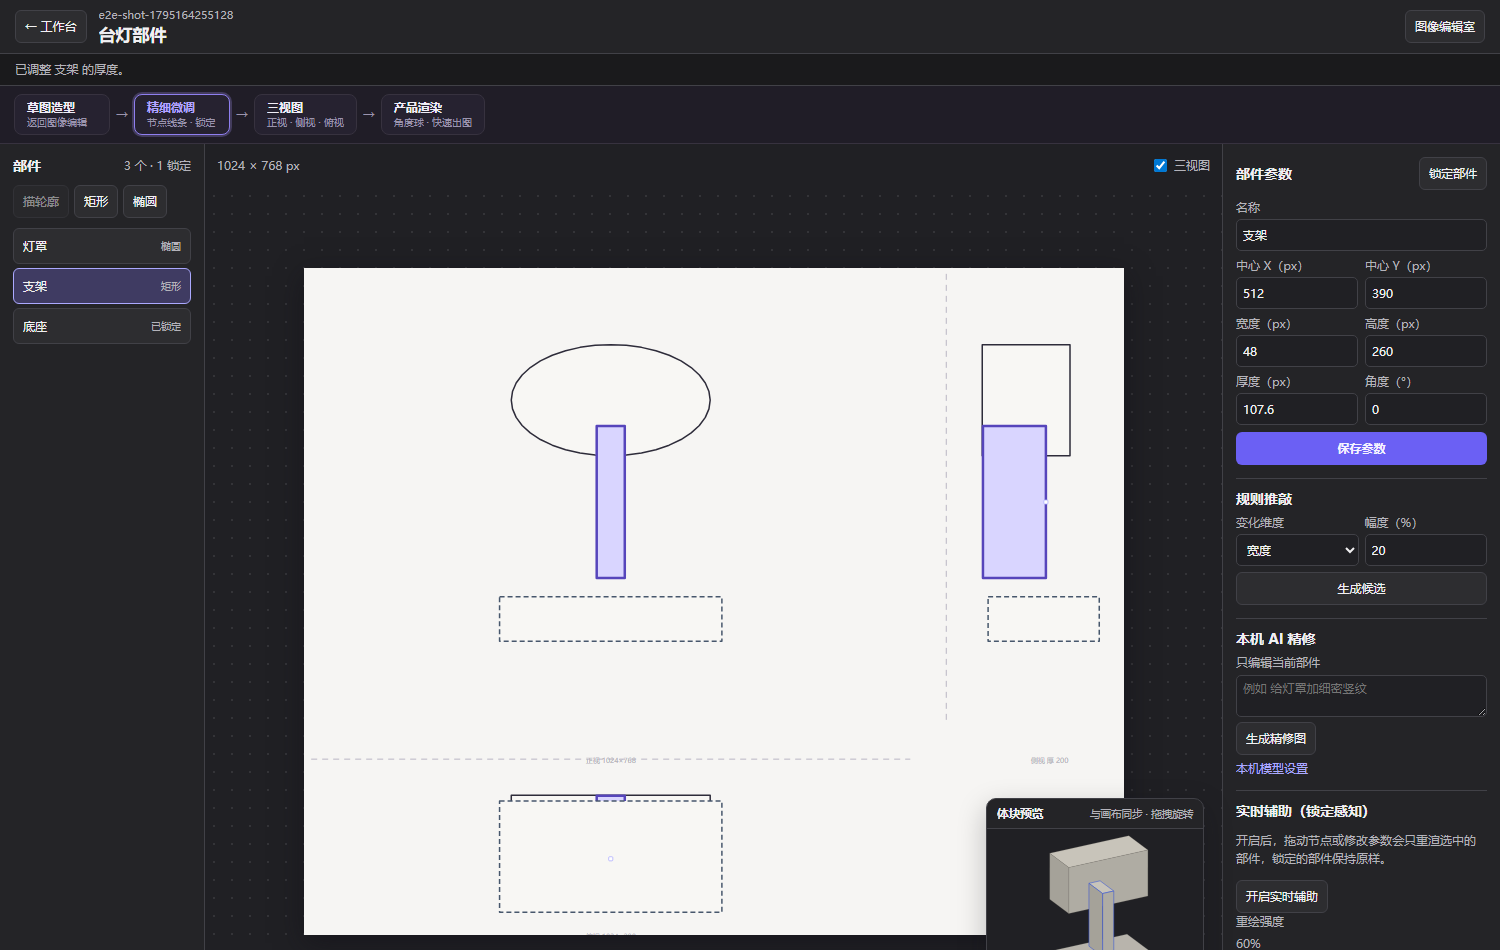 ← 工作台
e2e-shot-1795164255128
台灯部件
图像编辑室
已调整 支架 的厚度。
草图造型
返回图像编辑
→
精细微调
节点线条 · 锁定
→
三视图
正视 · 侧视 · 俯视
→
产品渲染
角度球 · 快速出图
部件
3 个 · 1 锁定
描轮廓
矩形
椭圆
灯罩
椭圆
支架
矩形
底座
已锁定
1024 × 768 px
三视图
正视 1024×768
侧视 厚 200
体块预览
与画布同步 · 拖拽旋转
部件参数
锁定部件
名称
支架
中心 X（px）
中心 Y（px）
512
390
宽度（px）
高度（px）
48
260
厚度（px）
角度（°）
107.6
0
保存参数
规则推敲
变化维度
幅度（%）
宽度
20
生成候选
本机 AI 精修
只编辑当前部件
例如 给灯罩加细密竖纹
生成精修图
本机模型设置
实时辅助（锁定感知）
开启后，拖动节点或修改参数会只重渲选中的
部件，锁定的部件保持原样。
开启实时辅助
重绘强度
60%